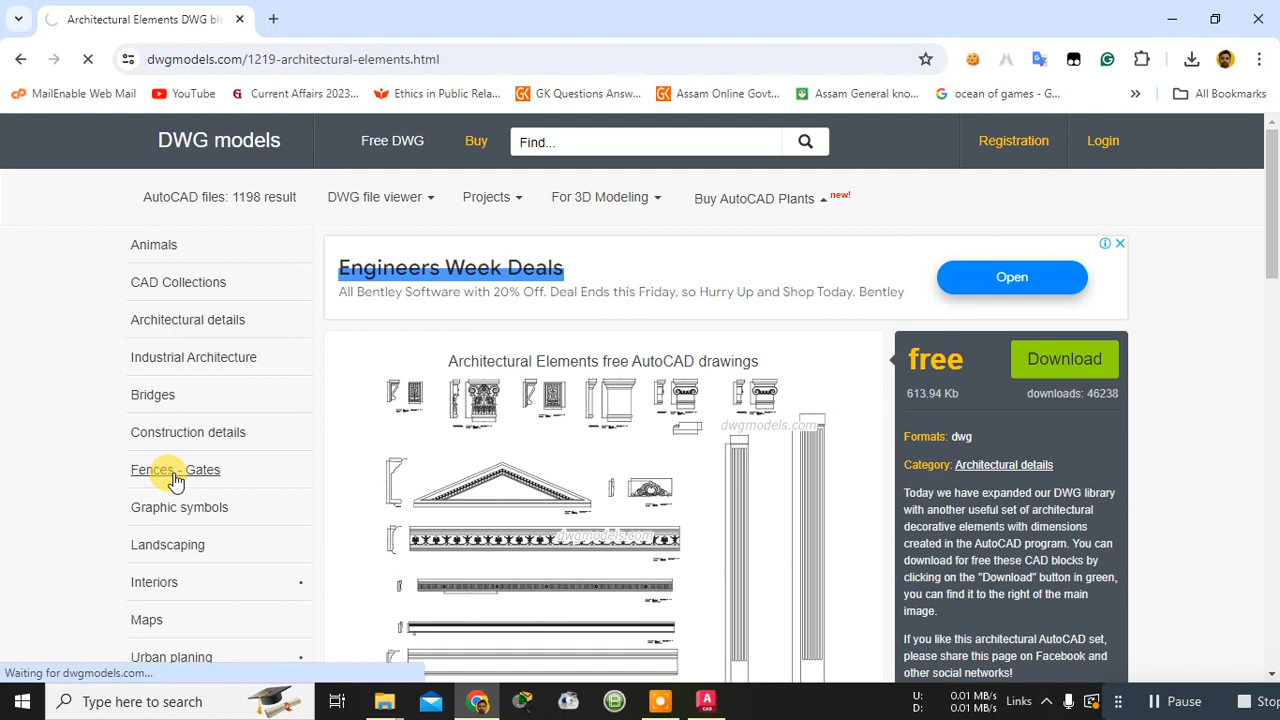 Architectural Elements DWG blo
dwgmodels.com/1219-architectural-elements.html
MailEnable Web Mail
YouTube
Current Affairs 2023...
Ethics in Public Rela...
GK Questions Answ...
Assam Online Govt...
Assam General kno...
ocean of games - G...
All Bookmarks
DWG models
Free DWG
Buy
Find...
Registration
Login
AutoCAD files: 1198 result
DWG file viewer
Projects
For 3D Modeling
Buy AutoCAD Plants
new!
Animals
CAD Collections
Architectural details
Industrial Architecture
Bridges
Construction details
Fences - Gates
Graphic symbols
Landscaping
Interiors
Maps
Urban planing
Engineers Week Deals
All Bentley Software with 20% Off. Deal Ends this Friday, so Hurry Up and Shop Today. Bentley
Open
Architectural Elements free AutoCAD drawings
dwgmodels.com
dwgmodels.com
free
Download
613.94 Kb
downloads: 46238
Formats: dwg
Category: Architectural details
Today we have expanded our DWG library
with another useful set of architectural
decorative elements with dimensions
created in the AutoCAD program. You can
download for free these CAD blocks by
clicking on the "Download" button in green,
you can find it to the right of the main
image.
If you like this architectural AutoCAD set,
please share this page on Facebook and
other social networks!
Waiting for dwgmodels.com...
Type here to search
U: 0.01 MB/s
D: 0.01 MB/s
Links
Pause
Stop